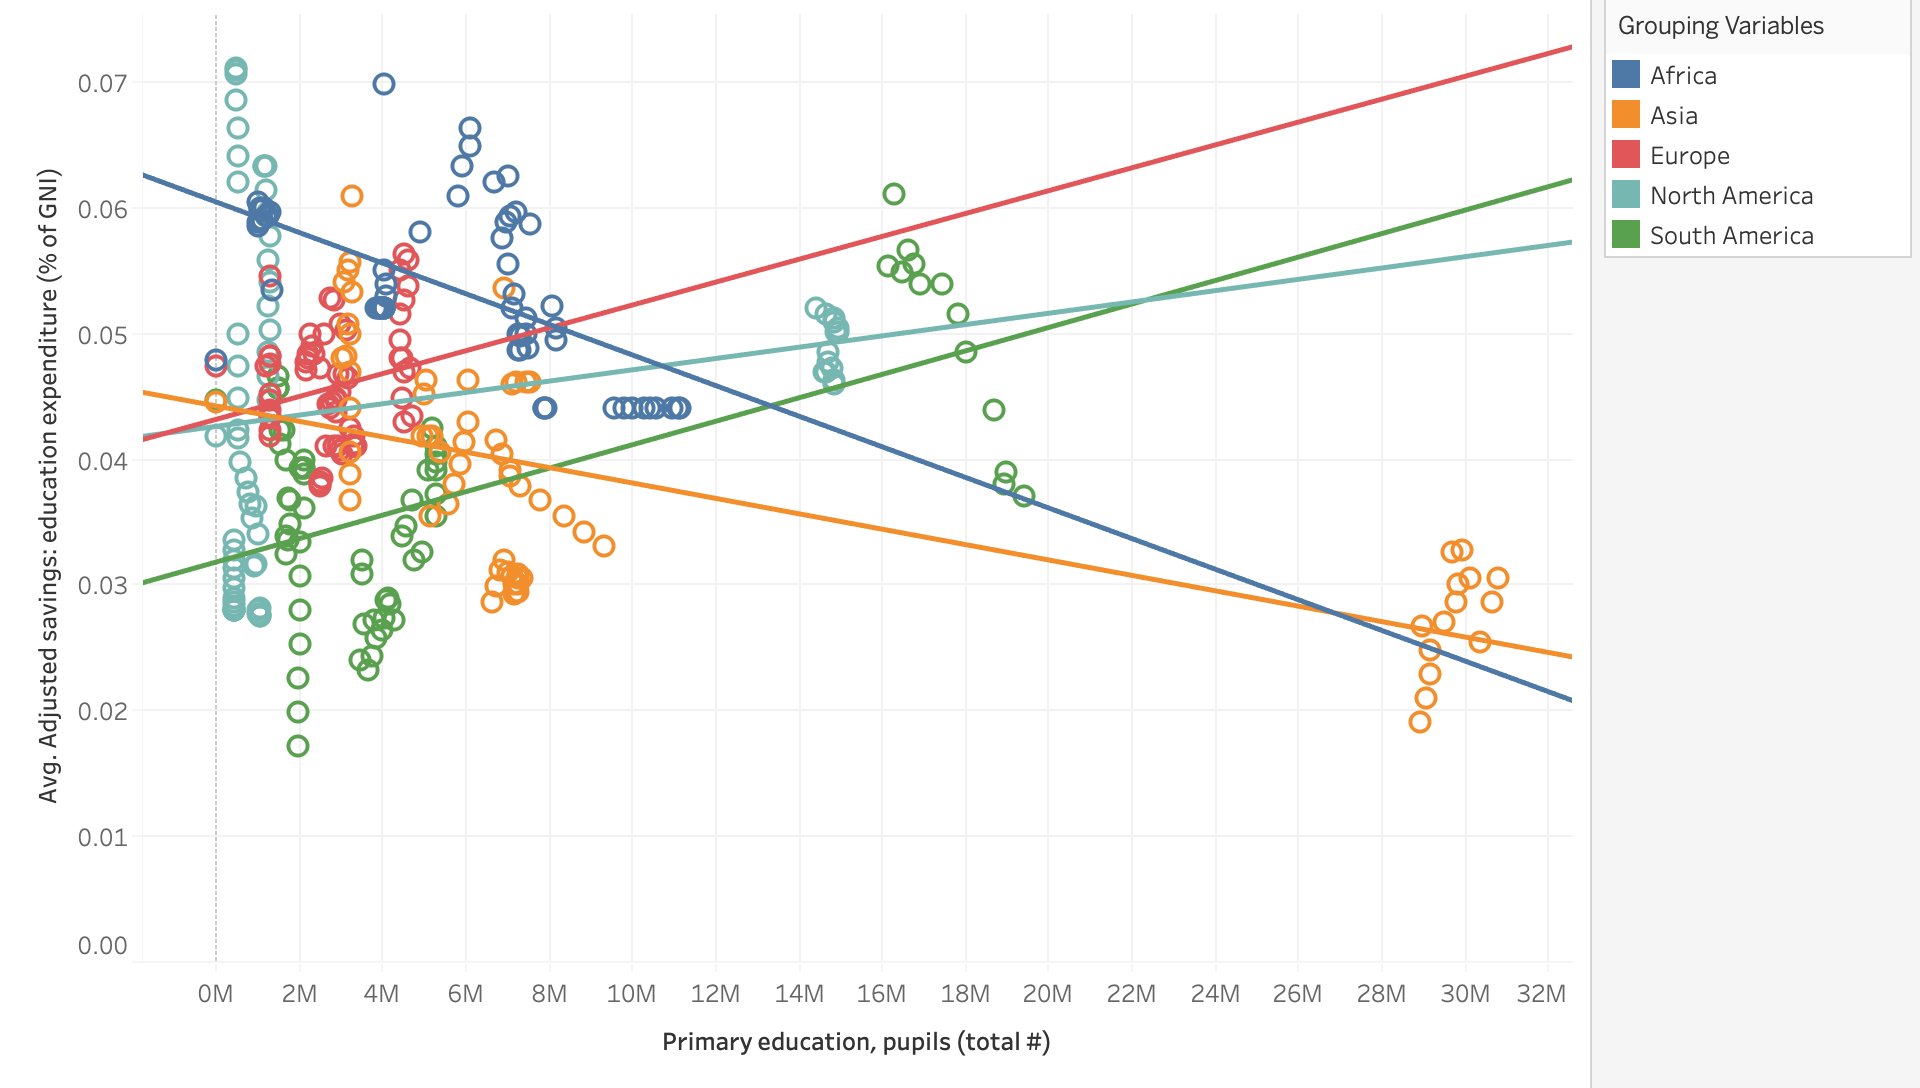 Grouping Variables
Africa
Asia
Europe
North America
South America
Avg. Adjusted savings: education expenditure (% of GNI)
0.07
0.06
0.05
0.04
0.03
0.02
0.01
0.00
0M 2M 4M 6M 8M 10M 12M 14M 16M 18M 20M 22M 24M 26M 28M 30M 32M
Primary education, pupils (total #)